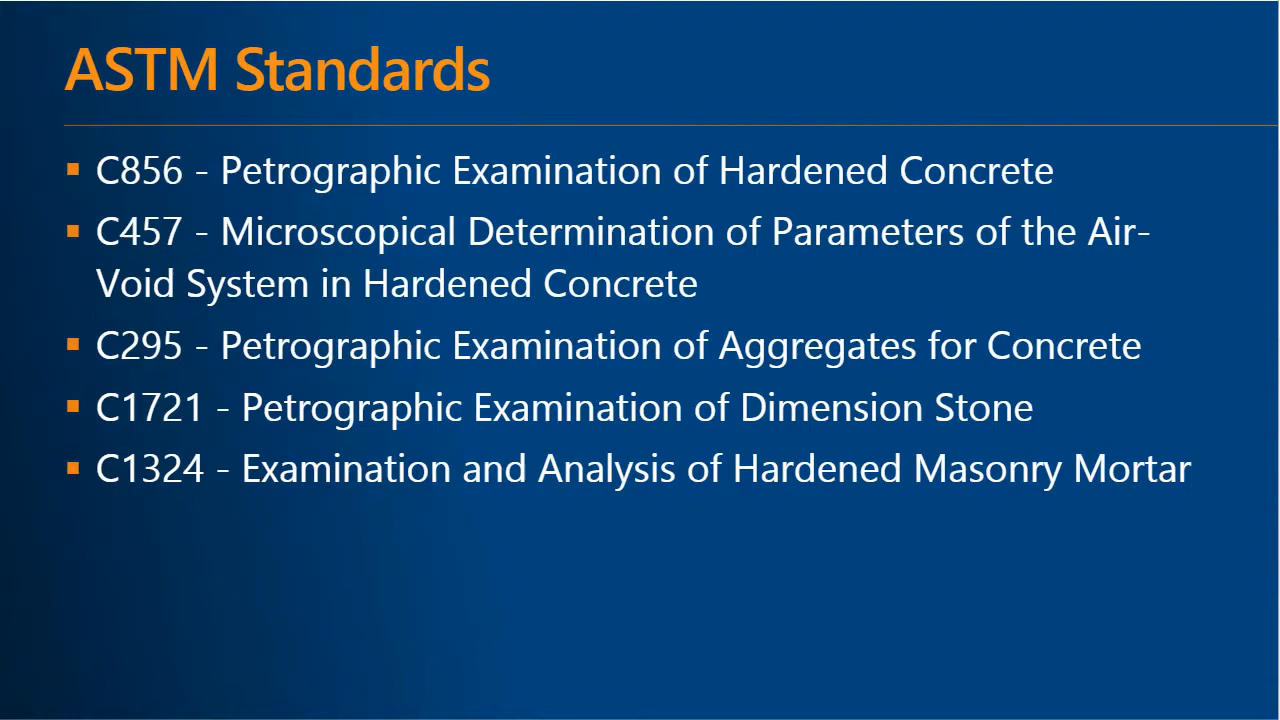 ASTM Standards
▪ C856 - Petrographic Examination of Hardened Concrete
▪ C457 - Microscopical Determination of Parameters of the Air-
Void System in Hardened Concrete
▪ C295 - Petrographic Examination of Aggregates for Concrete
▪ C1721 - Petrographic Examination of Dimension Stone
▪ C1324 - Examination and Analysis of Hardened Masonry Mortar